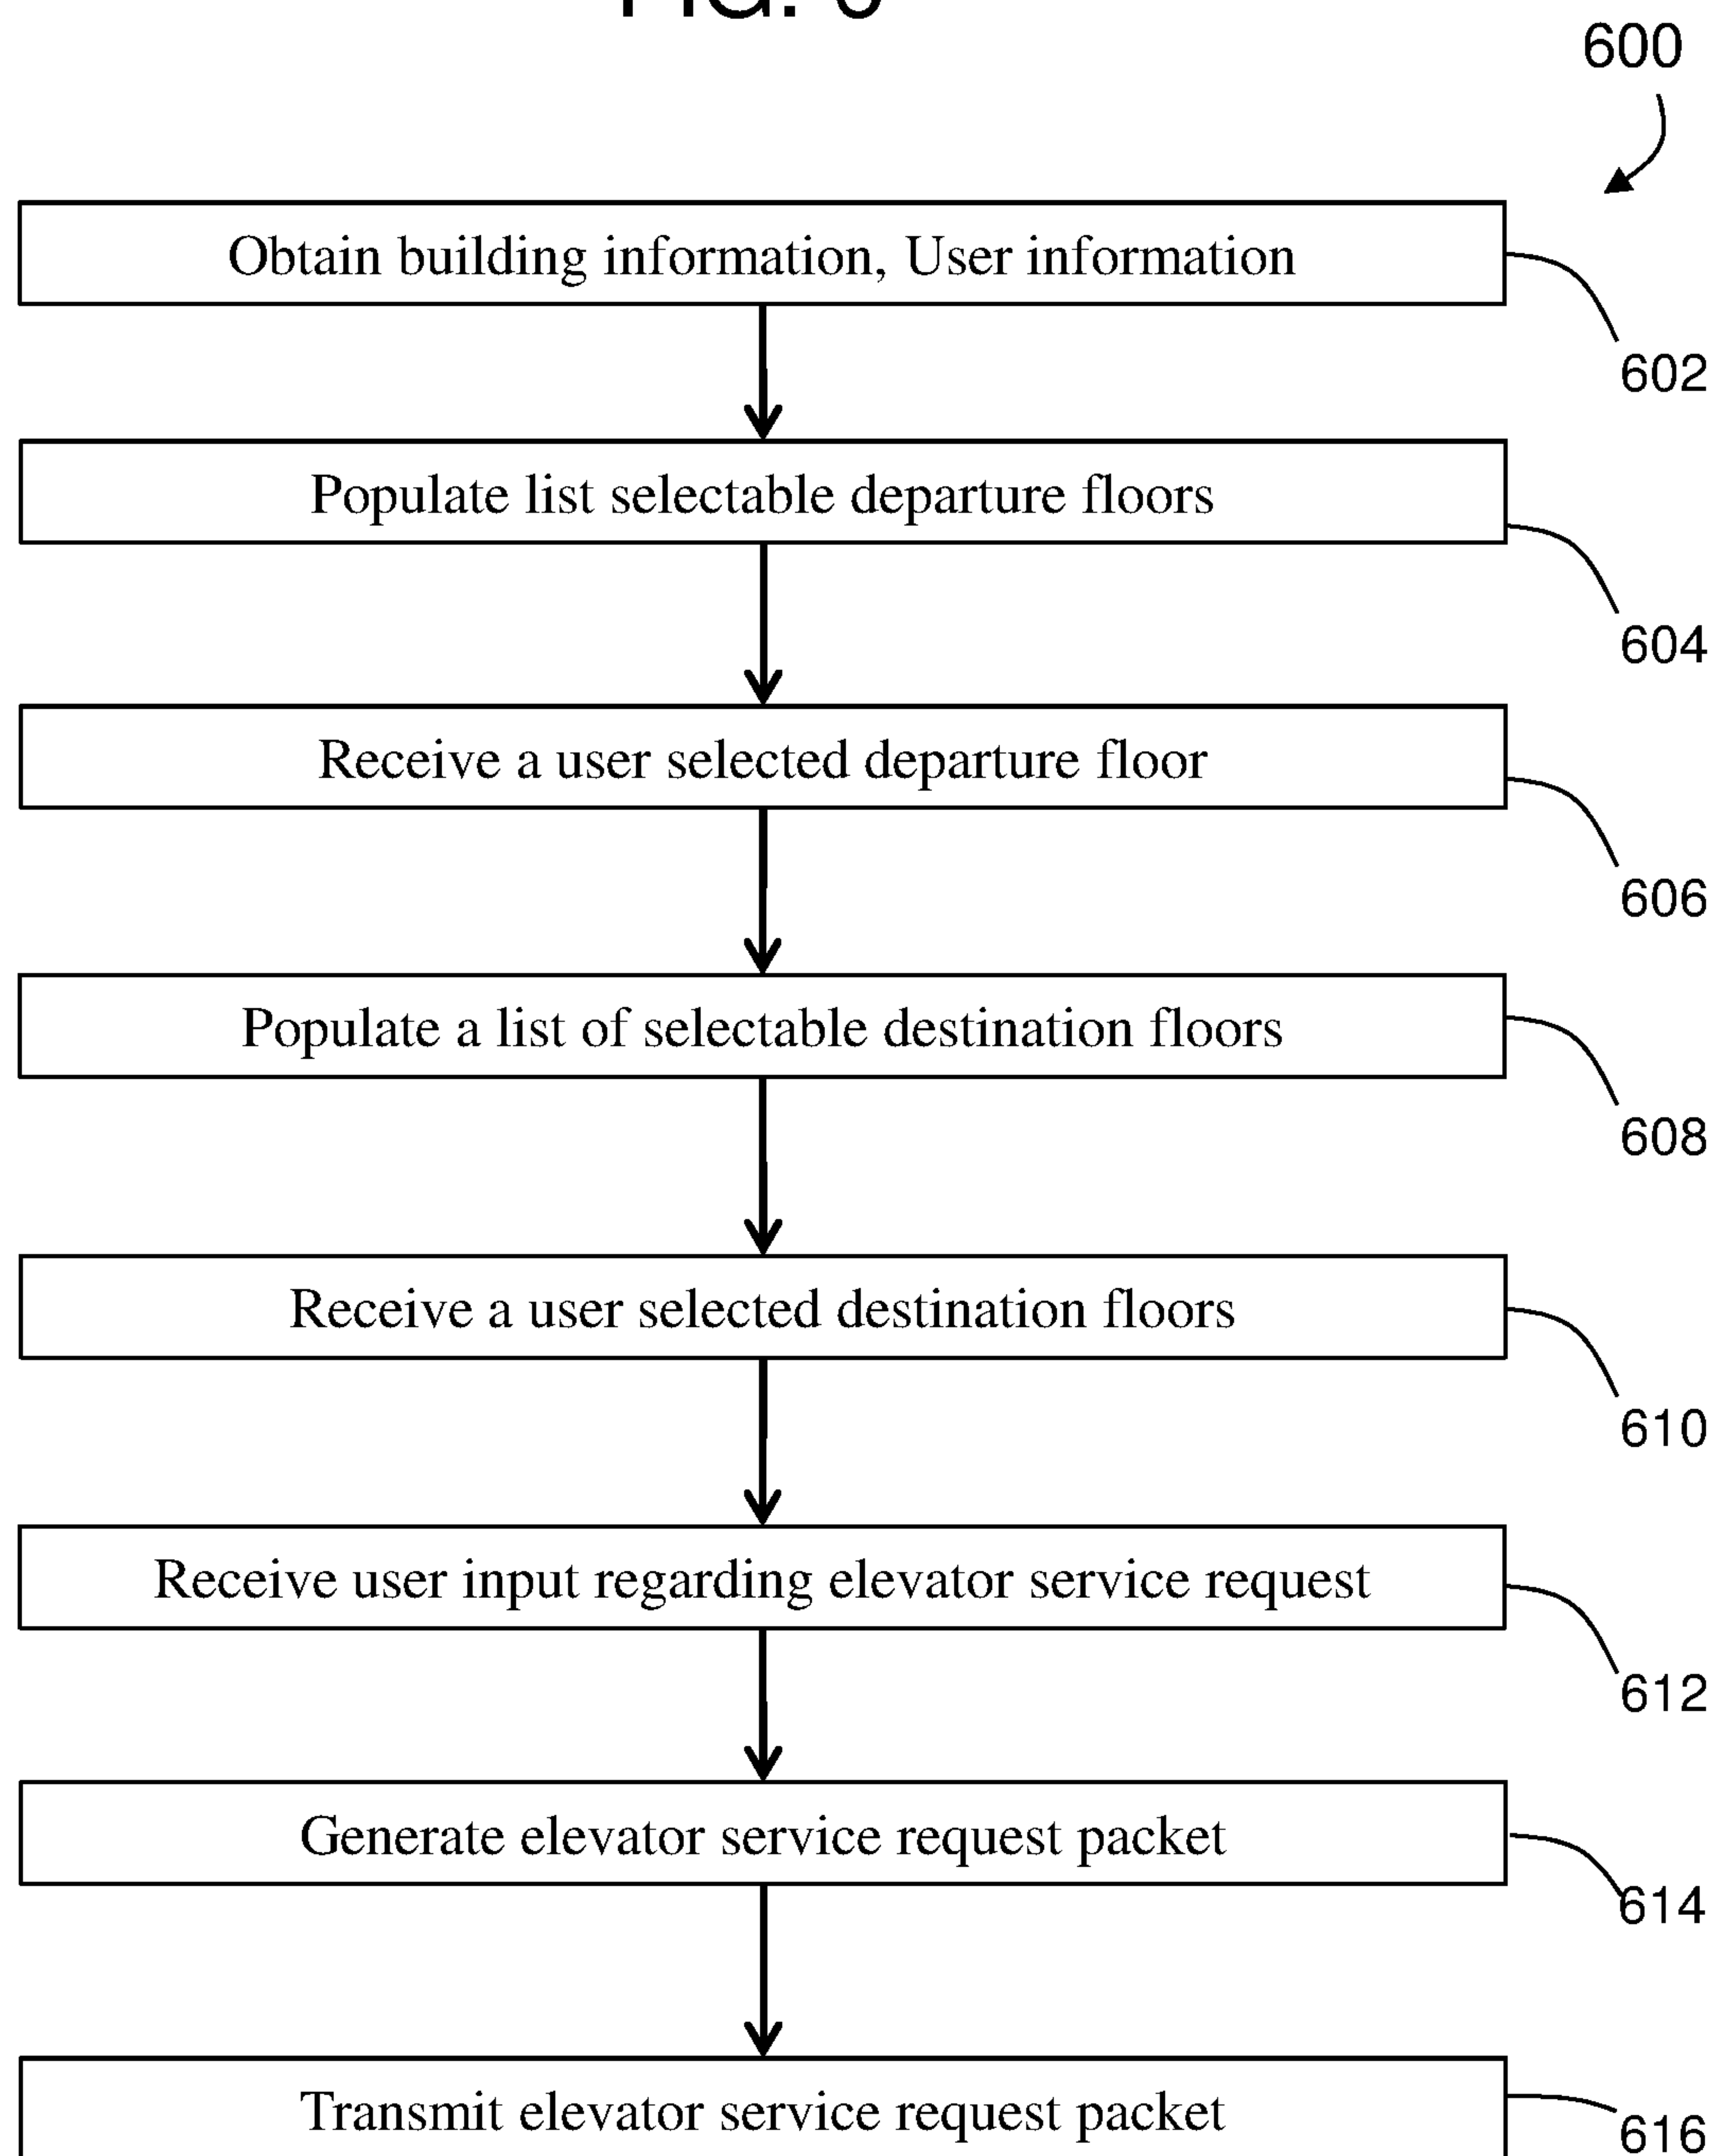 FIG. 6
600
Obtain building information, User information
602
Populate list selectable departure floors
604
Receive a user selected departure floor
606
Populate a list of selectable destination floors
608
Receive a user selected destination floors
610
Receive user input regarding elevator service request
612
Generate elevator service request packet
614
Transmit elevator service request packet
616